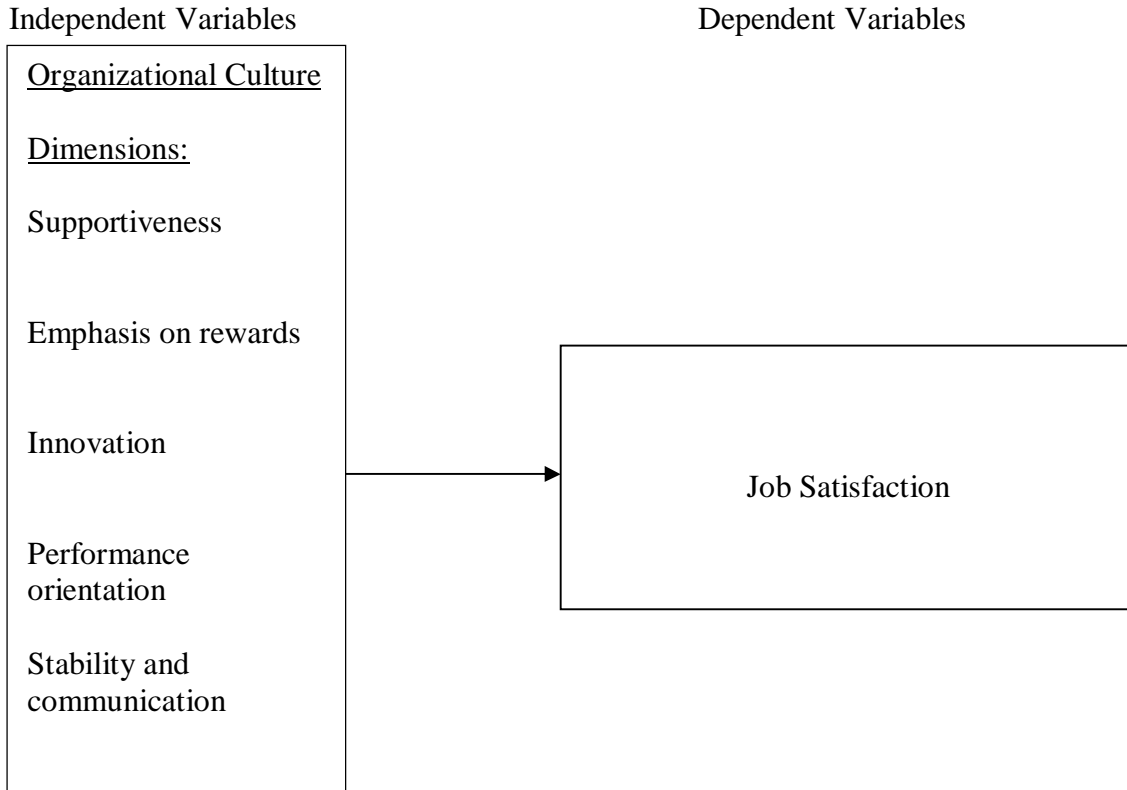 Independent Variables
Dependent Variables
Organizational Culture
Dimensions:
Supportiveness
Emphasis on rewards
Innovation
Performance
orientation
Stability and
communication
Job Satisfaction